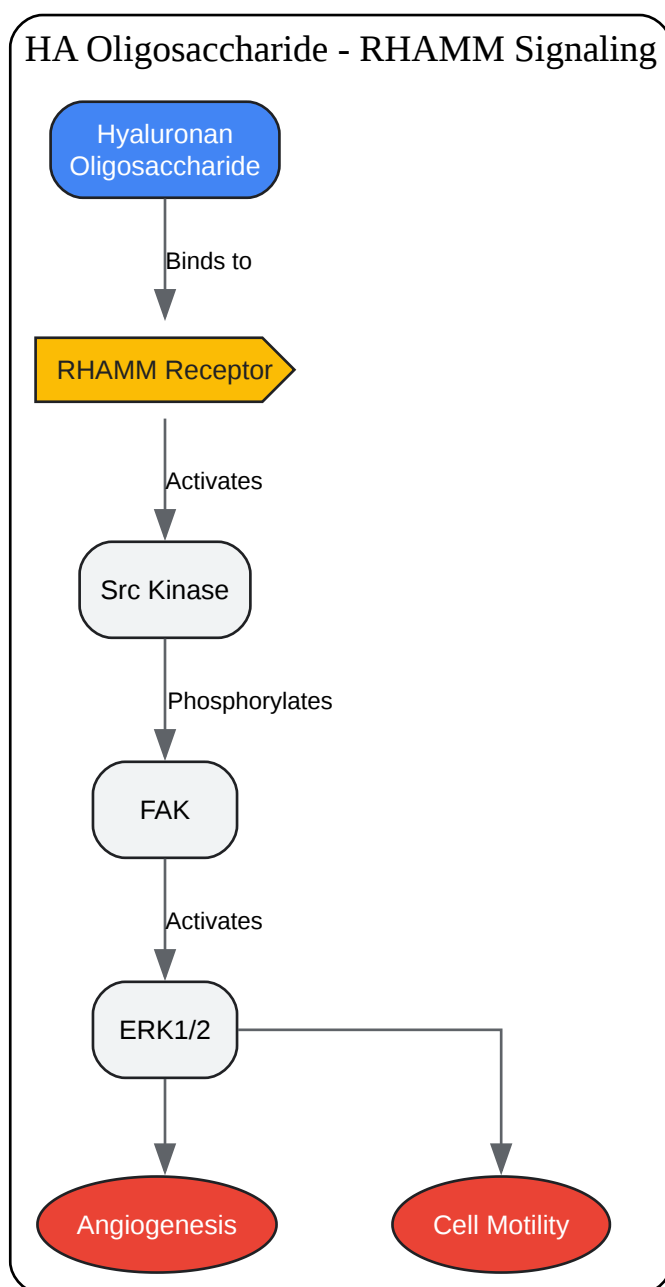 HA Oligosaccharide - RHAMM Signaling
Hyaluronan
Oligosaccharide
Binds to
RHAMM Receptor
Activates
Src Kinase
Phosphorylates
FAK
Activates
ERK1/2
Angiogenesis
Cell Motility